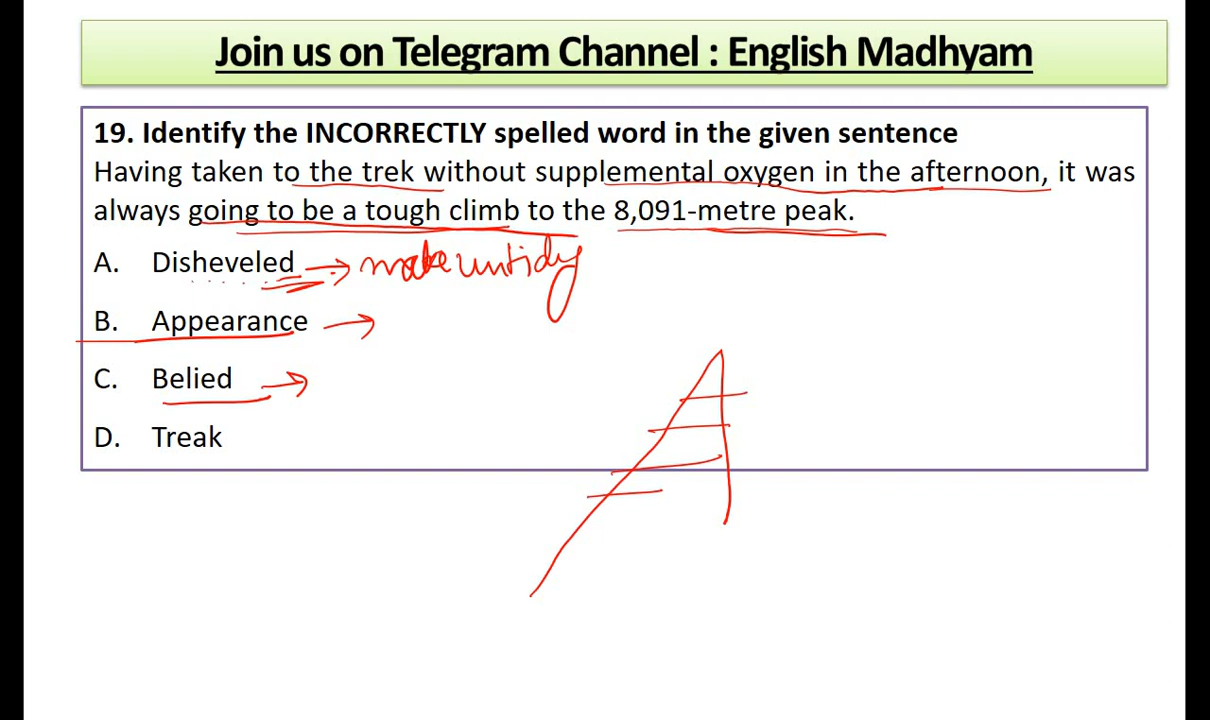 Join us on Telegram Channel : English Madhyam
19. Identify the INCORRECTLY spelled word in the given sentence
Having taken to the trek without supplemental oxygen in the afternoon, it was
always going to be a tough climb to the 8,091-metre peak.
A. Disheveled make untidy
B. Appearance
C. Belied
D. Treak